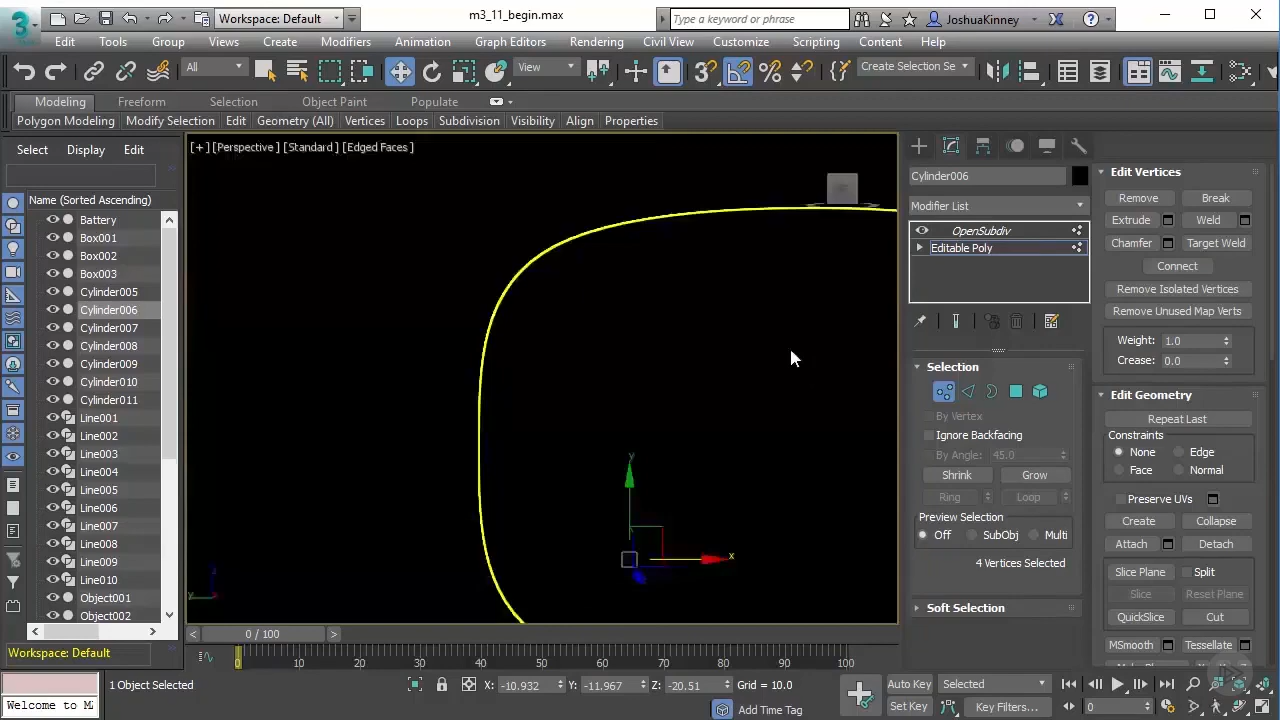 Workspace: Default
m3_11_begin.max
Type a keyword or phrase
JoshuaKinney
Edit Tools Group Views Create Modifiers Animation Graph Editors Rendering Civil View Customize Scripting Content Help
All
View
Create Selection Se
Modeling Freeform Selection Object Paint Populate
Polygon Modeling Modify Selection Edit Geometry (All) Vertices Loops Subdivision Visibility Align Properties
Select Display Edit
Name (Sorted Ascending)
Battery
Box001
Box002
Box003
Cylinder005
Cylinder006
Cylinder007
Cylinder008
Cylinder009
Cylinder010
Cylinder011
Line001
Line002
Line003
Line004
Line005
Line006
Line007
Line008
Line009
Line010
Object001
Object002
Workspace: Default
[+] [Perspective] [Standard] [Edged Faces]
y
x
0 / 100
0 10 20 30 40 50 60 70 80 90 100
Cylinder006
Modifier List
OpenSubdiv
Editable Poly
Selection
By Vertex
Ignore Backfacing
By Angle: 45.0
Shrink Grow
Ring Loop
Preview Selection
Off SubObj Multi
4 Vertices Selected
Soft Selection
Edit Vertices
Remove Break
Extrude Weld
Chamfer Target Weld
Connect
Remove Isolated Vertices
Remove Unused Map Verts
Weight: 1.0
Crease: 0.0
Edit Geometry
Repeat Last
Constraints
None Edge
Face Normal
Preserve UVs
Create Collapse
Attach Detach
Slice Plane Split
Slice Reset Plane
QuickSlice Cut
MSmooth Tessellate
1 Object Selected
X: -10.932 Y: -11.967 Z: -20.51 Grid = 10.0
Auto Key Selected
Welcome to M
Add Time Tag
Set Key Key Filters...
0